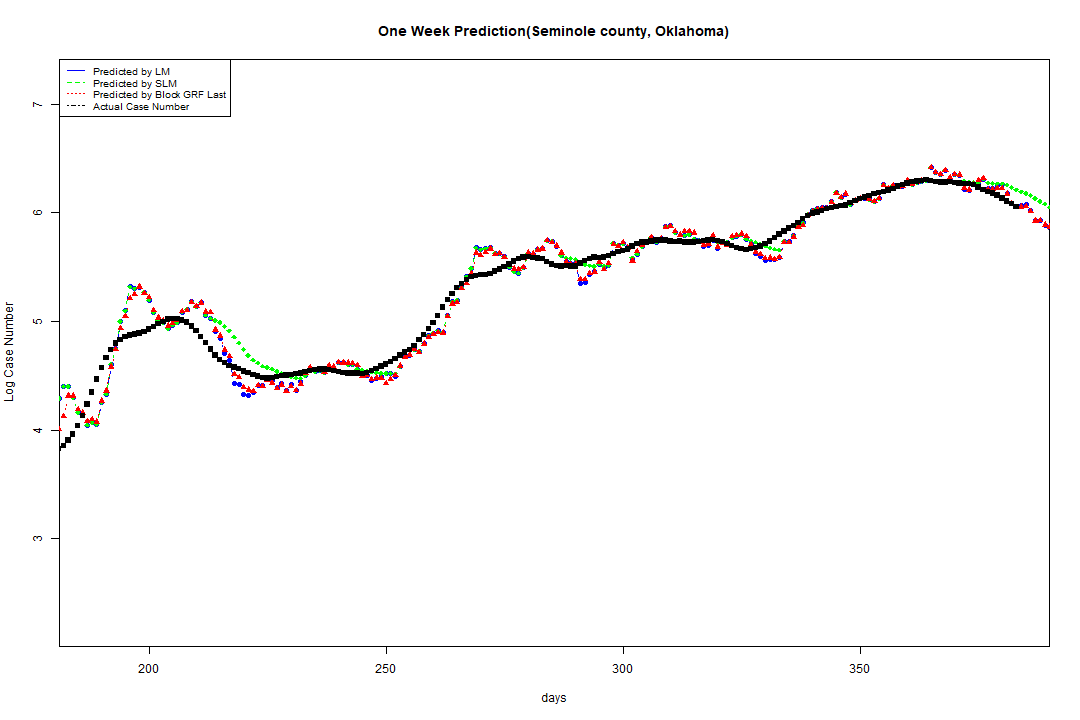 One Week Prediction(Seminole county, Oklahoma)
Predicted by LM
Predicted by SLM
Predicted by Block GRF Last
Actual Case Number
7
6
5
4
3
Log Case Number
200 250 300 350
days